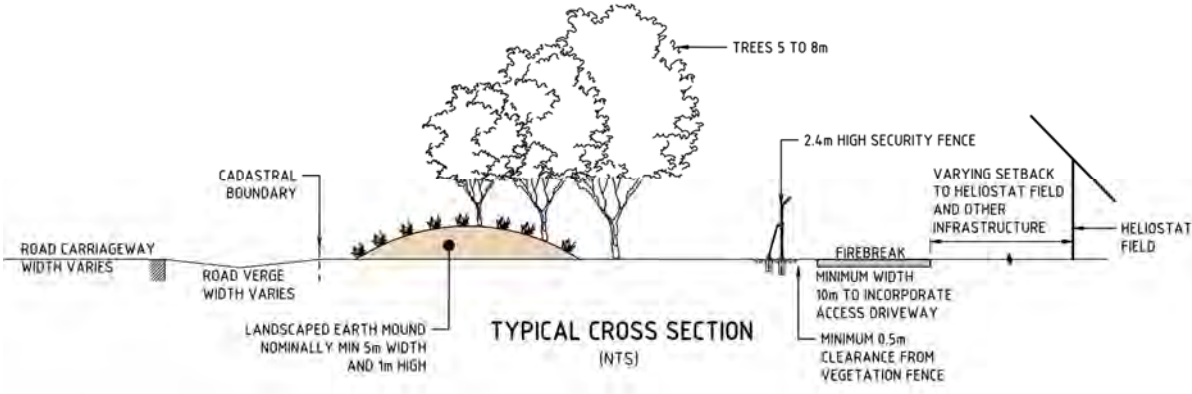 TREES 5 TO 8m
2.4m HIGH SECURITY FENCE
CADASTRAL
BOUNDARY
VARYING SETBACK
TO HELIOSTAT FIELD
AND OTHER
INFRASTRUCTURE
HELIOSTAT
FIELD
ROAD CARRIAGEWAY
WIDTH VARIES
ROAD VERGE
WIDTH VARIES
FIREBREAK
MINIMUM WIDTH
10m TO INCORPORATE
ACCESS DRIVEWAY
LANDSCAPED EARTH MOUND
NOMINALLY MIN 5m WIDTH
AND 1m HIGH
TYPICAL CROSS SECTION
(NTS)
MINIMUM 0.5m
CLEARANCE FROM
VEGETATION FENCE